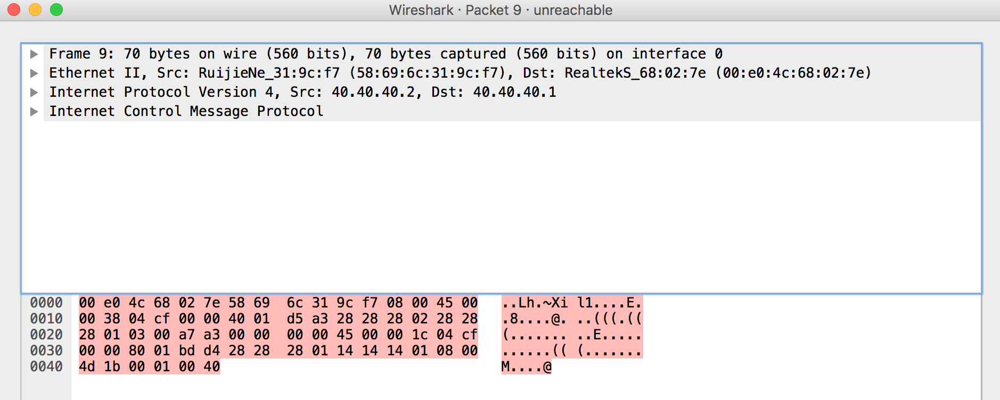 Wireshark · Packet 9 · unreachable
Frame 9: 70 bytes on wire (560 bits), 70 bytes captured (560 bits) on interface 0
Ethernet II, Src: RuijieNe_31:9c:f7 (58:69:6c:31:9c:f7), Dst: RealtekS_68:02:7e (00:e0:4c:68:02:7e)
Internet Protocol Version 4, Src: 40.40.40.2, Dst: 40.40.40.1
Internet Control Message Protocol
0000 00 e0 4c 68 02 7e 58 69 6c 31 9c f7 08 00 45 00 ..Lh.~Xi l1....E.
0010 00 38 04 cf 00 00 40 01 d5 a3 28 28 28 02 28 28 .8....@. ..(((.((
0020 28 01 03 00 a7 a3 00 00 00 00 45 00 00 1c 04 cf (....... ..E.....
0030 00 00 80 01 bd d4 28 28 28 01 14 14 14 01 08 00 ......(( (.......
0040 4d 1b 00 01 00 40 M....@